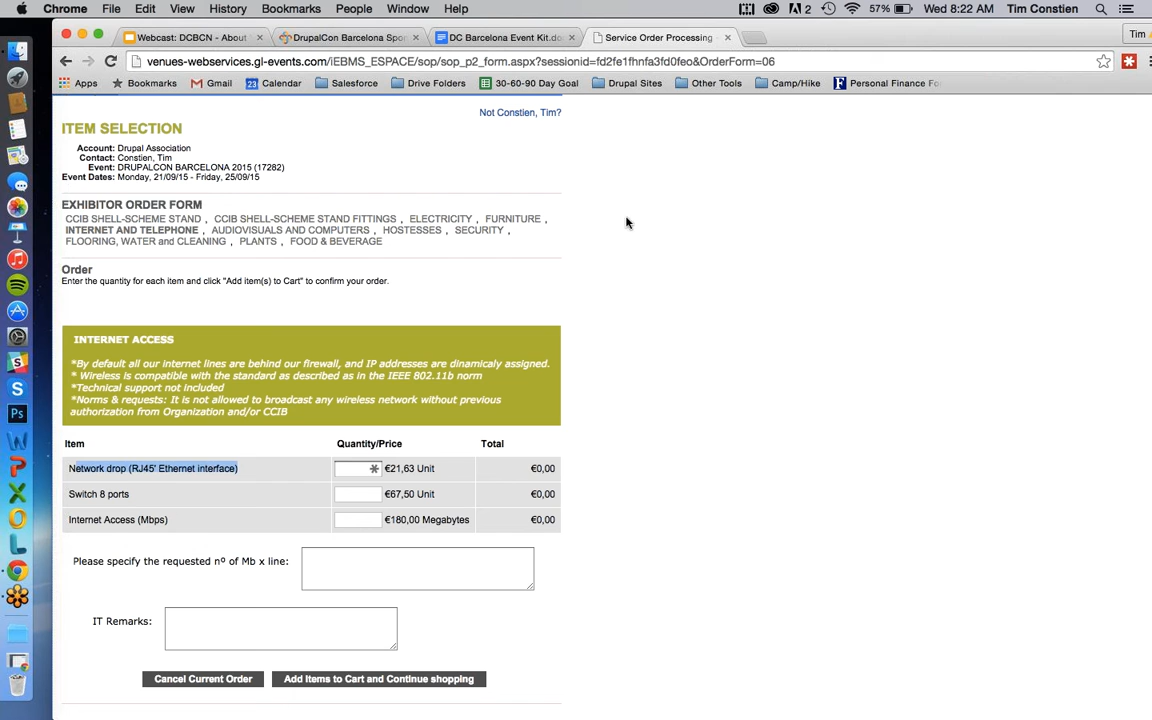 Chrome File Edit View History Bookmarks People Window Help
2 57% Wed 8:22 AM Tim Constien
Webcast: DCBCN - About
DrupalCon Barcelona Spo
DC Barcelona Event Kit.do
Service Order Processing
Tim
venues-webservices.gl-events.com/iEBMS_ESPACE/sop/sop_p2_form.aspx?sessionid=fd2fe1fhnfa3fd0feo&OrderForm=06
Apps Bookmarks Gmail 23 Calendar Salesforce Drive Folders 30-60-90 Day Goal Drupal Sites Other Tools Camp/Hike Personal Finance Fo
Not Constien, Tim?
ITEM SELECTION
Account: Drupal Association
Contact: Constien, Tim
Event: DRUPALCON BARCELONA 2015 (17282)
Event Dates: Monday, 21/09/15 - Friday, 25/09/15
EXHIBITOR ORDER FORM
CCIB SHELL-SCHEME STAND , CCIB SHELL-SCHEME STAND FITTINGS , ELECTRICITY , FURNITURE ,
INTERNET AND TELEPHONE , AUDIOVISUALS AND COMPUTERS , HOSTESSES , SECURITY ,
FLOORING, WATER and CLEANING , PLANTS , FOOD & BEVERAGE
Order
Enter the quantity for each item and click "Add item(s) to Cart" to confirm your order.
INTERNET ACCESS
*By default all our internet lines are behind our firewall, and IP addresses are dinamicaly assigned.
* Wireless is compatible with the standard as described as in the IEEE 802.11b norm
*Technical support not included
*Norms & requests: It is not allowed to broadcast any wireless network without previous
authorization from Organization and/or CCIB
Item Quantity/Price Total
Network drop (RJ45' Ethernet interface) €21,63 Unit €0,00
Switch 8 ports €67,50 Unit €0,00
Internet Access (Mbps) €180,00 Megabytes €0,00
Please specify the requested nº of Mb x line:
IT Remarks:
Cancel Current Order Add Items to Cart and Continue shopping